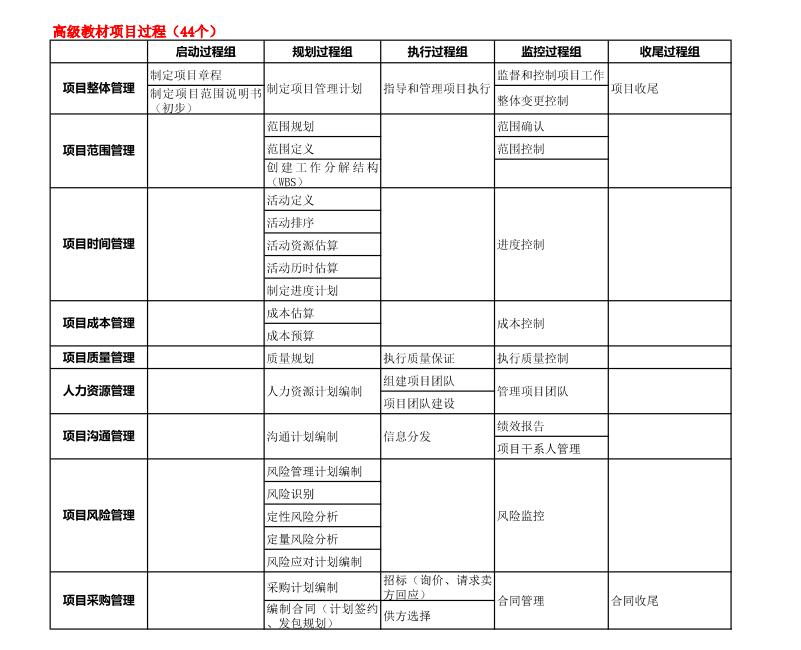 高级教材项目过程（44个）
启动过程组 规划过程组 执行过程组 监控过程组 收尾过程组
项目整体管理
制定项目章程
制定项目范围说明书
（初步）
制定项目管理计划
指导和管理项目执行
监督和控制项目工作
整体变更控制
项目收尾
项目范围管理
范围规划
范围定义
创建工作分解结构
（WBS）
范围确认
范围控制
项目时间管理
活动定义
活动排序
活动资源估算
活动历时估算
制定进度计划
进度控制
项目成本管理
成本估算
成本预算
成本控制
项目质量管理
质量规划
执行质量保证
执行质量控制
人力资源管理
人力资源计划编制
组建项目团队
项目团队建设
管理项目团队
项目沟通管理
沟通计划编制
信息分发
绩效报告
项目干系人管理
项目风险管理
风险管理计划编制
风险识别
定性风险分析
定量风险分析
风险应对计划编制
风险监控
项目采购管理
采购计划编制
编制合同（计划签约
、发包规划）
招标（询价、请求卖
方回应）
供方选择
合同管理
合同收尾